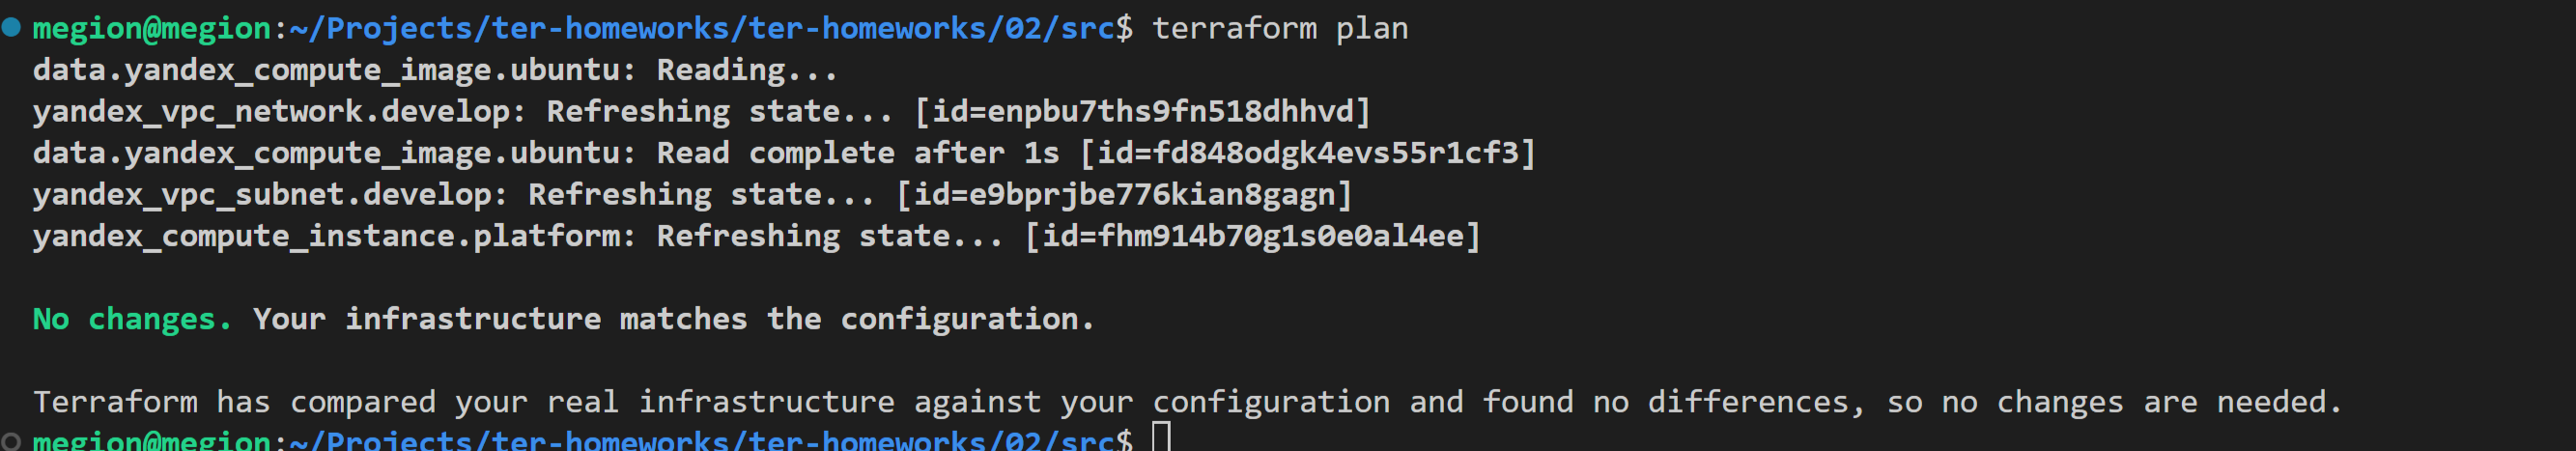 megion@megion:~/Projects/ter-homeworks/ter-homeworks/02/src$ terraform plan
data.yandex_compute_image.ubuntu: Reading...
yandex_vpc_network.develop: Refreshing state... [id=enpbu7ths9fn518dhhvd]
data.yandex_compute_image.ubuntu: Read complete after 1s [id=fd848odgk4evs55r1cf3]
yandex_vpc_subnet.develop: Refreshing state... [id=e9bprjbe776kian8gagn]
yandex_compute_instance.platform: Refreshing state... [id=fhm914b70g1s0e0al4ee]
No changes. Your infrastructure matches the configuration.
Terraform has compared your real infrastructure against your configuration and found no differences, so no changes are needed.
megion@megion:~/Projects/ter-homeworks/ter-homeworks/02/src$